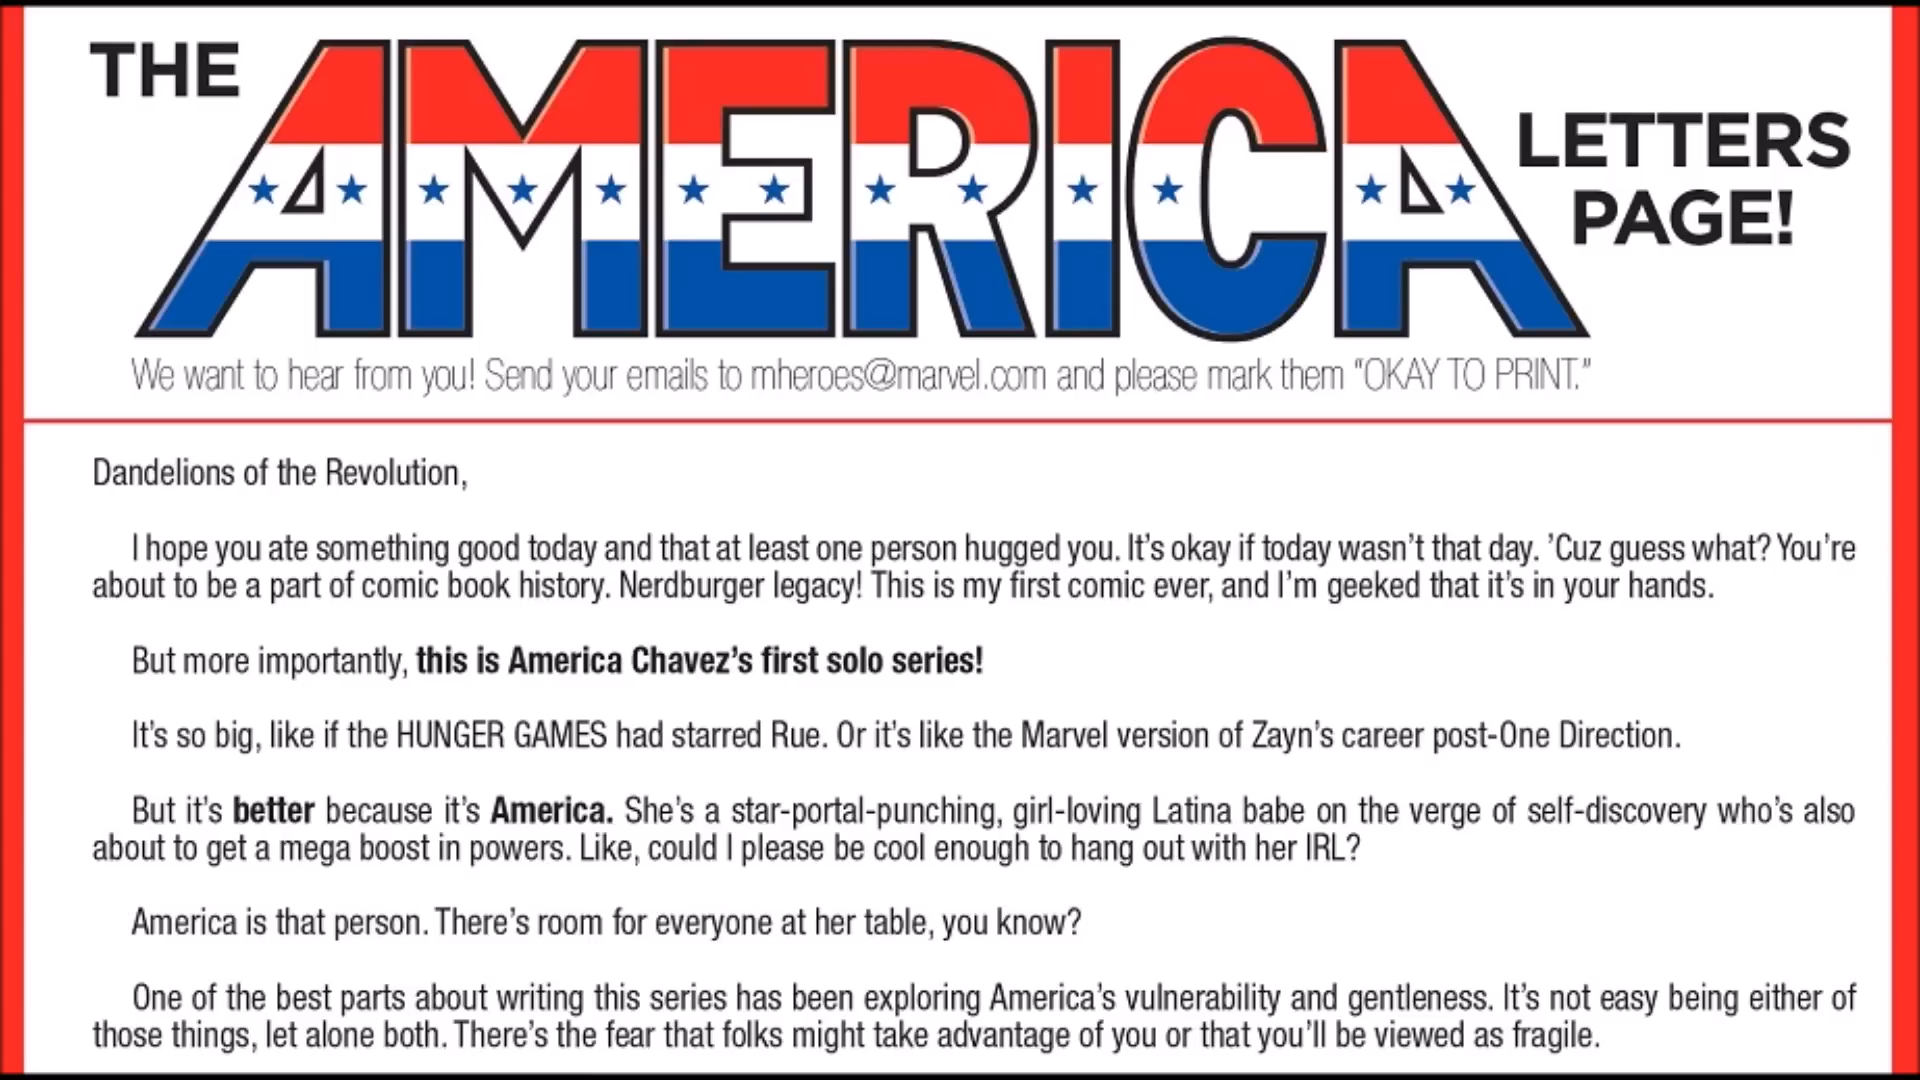 THE AMERICA LETTERS PAGE!
We want to hear from you! Send your emails to mheroes@marvel.com and please mark them “OKAY TO PRINT.”
Dandelions of the Revolution,
I hope you ate something good today and that at least one person hugged you. It’s okay if today wasn’t that day. ’Cuz guess what? You’re
about to be a part of comic book history. Nerdburger legacy! This is my first comic ever, and I’m geeked that it’s in your hands.
But more importantly, this is America Chavez’s first solo series!
It’s so big, like if the HUNGER GAMES had starred Rue. Or it’s like the Marvel version of Zayn’s career post-One Direction.
But it’s better because it’s America. She’s a star-portal-punching, girl-loving Latina babe on the verge of self-discovery who’s also
about to get a mega boost in powers. Like, could I please be cool enough to hang out with her IRL?
America is that person. There’s room for everyone at her table, you know?
One of the best parts about writing this series has been exploring America’s vulnerability and gentleness. It’s not easy being either of
those things, let alone both. There’s the fear that folks might take advantage of you or that you’ll be viewed as fragile.